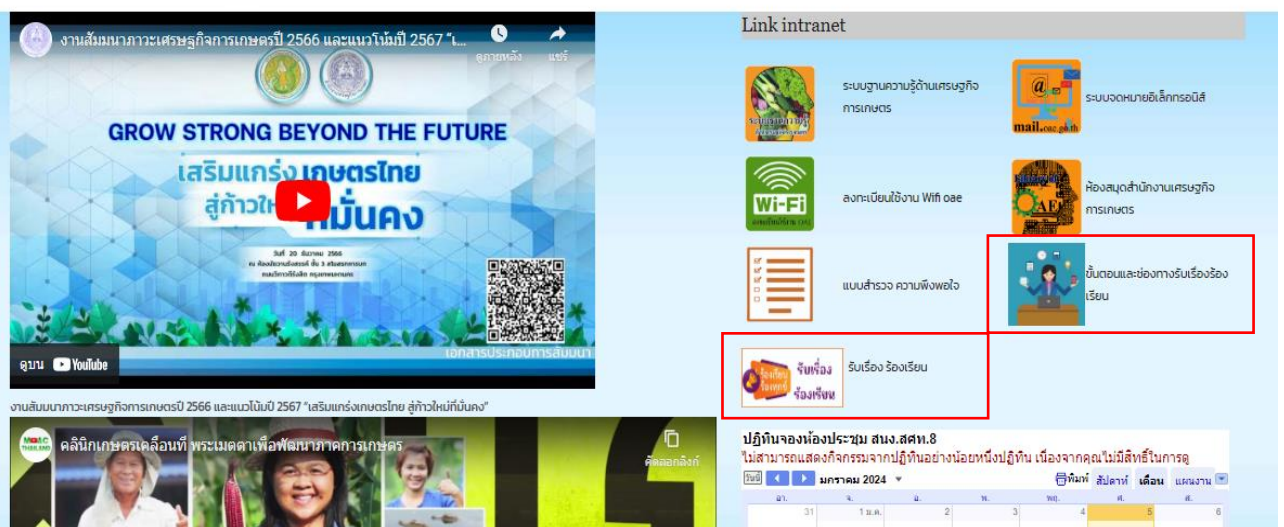 งานสัมมนาภาวะเศรษฐกิจการเกษตรปี 2566 และแนวโน้มปี 2567 “เ...
ดูภายหลัง
แชร์
GROW STRONG BEYOND THE FUTURE
เสริมแกร่ง เกษตรไทย
สู่ก้าวให มั่นคง
วันที่ 20 ธันวาคม 2566
เอกสารประกอบการสัมมนา
ดูบน YouTube
งานสัมมนาภาวะเศรษฐกิจการเกษตรปี 2566 และแนวโน้มปี 2567 “เสริมแกร่งเกษตรไทย สู่ก้าวใหม่ที่มั่นคง”
คลินิกเกษตรเคลื่อนที่ พระเมตตาเพื่อพัฒนาภาคการเกษตร
คัดลอกลิงก์
Link intranet
ระบบฐานความรู้ด้านเศรษฐกิจ
การเกษตร
mail.oae.go.th
ระบบจดหมายอิเล็กทรอนิส์
Wi-Fi
ลงทะเบียนใช้งาน Wifi oae
ห้องสมุดสำนักงานเศรษฐกิจ
การเกษตร
แบบสำรวจ ความพึงพอใจ
ขั้นตอนและช่องทางรับเรื่องร้อง
เรียน
ร้องเรียน
ร้องทุกข์
รับเรื่อง
ร้องเรียน
รับเรื่อง ร้องเรียน
ปฏิทินจองห้องประชุม สนง.สศท.8
ไม่สามารถแสดงกิจกรรมจากปฏิทินอย่างน้อยหนึ่งปฏิทิน เนื่องจากคุณไม่มีสิทธิ์ในการดู
วันนี้ มกราคม 2024 พิมพ์ สัปดาห์ เดือน แผนงาน
อา. จ. อ. พ. พฤ. ศ. ส.
31 1 ม.ค. 2 3 4 5 6